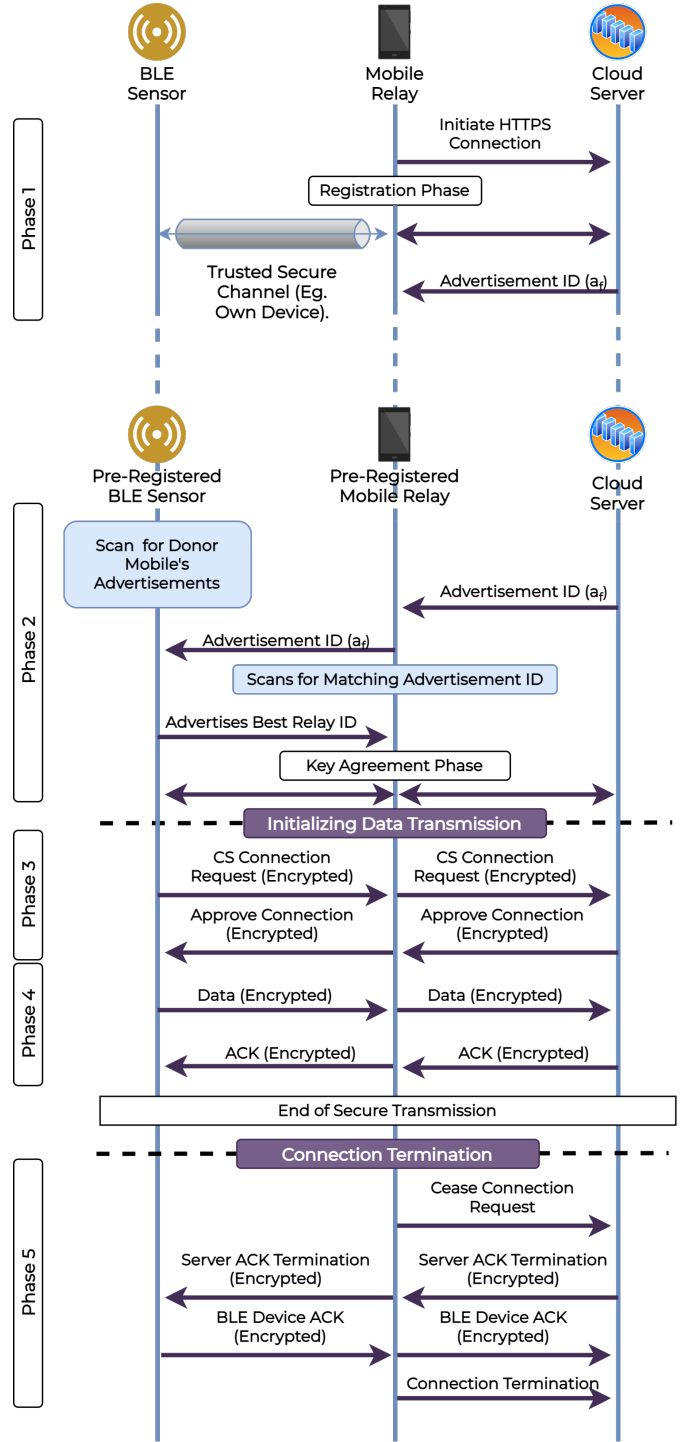 BLE
Sensor
Mobile
Relay
Cloud
Server
Phase 1
Initiate HTTPS
Connection
Registration Phase
Trusted Secure
Channel (Eg.
Own Device).
Advertisement ID (af)
Pre-Registered
BLE Sensor
Pre-Registered
Mobile Relay
Cloud
Server
Phase 2
Scan for Donor
Mobile's
Advertisements
Advertisement ID (af)
Advertisement ID (af)
Scans for Matching Advertisement ID
Advertises Best Relay ID
Key Agreement Phase
Initializing Data Transmission
Phase 3
CS Connection
Request (Encrypted)
CS Connection
Request (Encrypted)
Approve Connection
(Encrypted)
Approve Connection
(Encrypted)
Phase 4
Data (Encrypted)
Data (Encrypted)
ACK (Encrypted)
ACK (Encrypted)
End of Secure Transmission
Connection Termination
Phase 5
Cease Connection
Request
Server ACK Termination
(Encrypted)
Server ACK Termination
(Encrypted)
BLE Device ACK
(Encrypted)
BLE Device ACK
(Encrypted)
Connection Termination